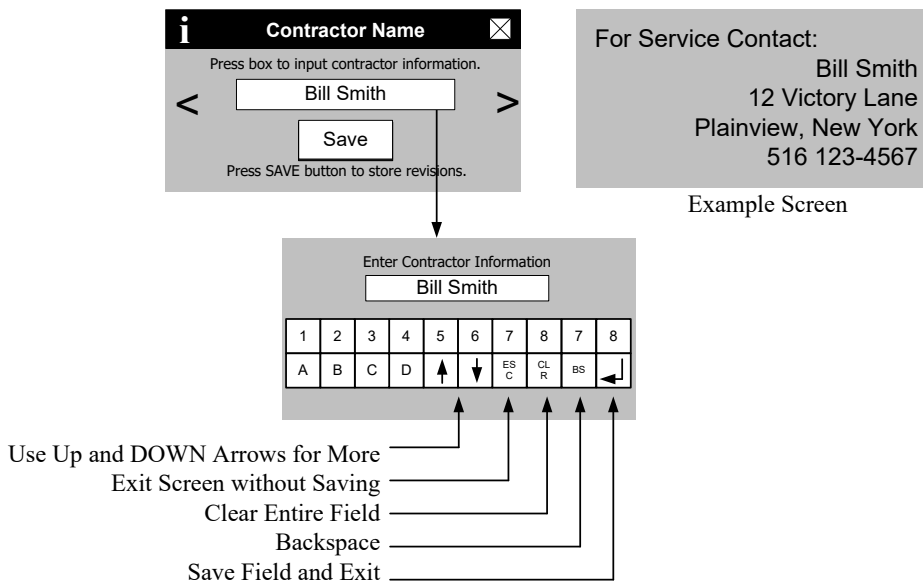 i Contractor Name
Press box to input contractor information.
< Bill Smith >
Save
Press SAVE button to store revisions.
For Service Contact:
Bill Smith
12 Victory Lane
Plainview, New York
516 123-4567
Example Screen
Enter Contractor Information
Bill Smith
1 2 3 4 5 6 7 8 7 8
A B C D ES C CL R BS
Use Up and DOWN Arrows for More
Exit Screen without Saving
Clear Entire Field
Backspace
Save Field and Exit